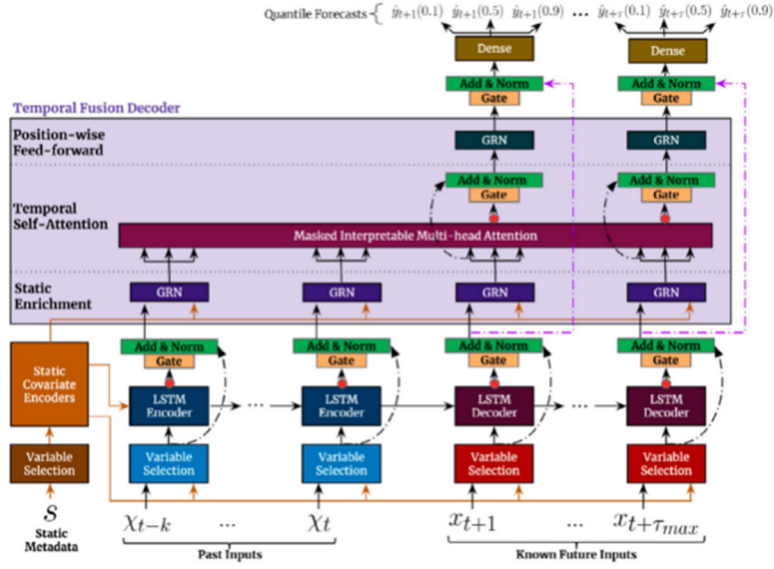 Quantile Forecasts { ŷt+1(0.1) ŷt+1(0.5) ŷt+1(0.9) ... ŷt+τ(0.1) ŷt+τ(0.5) ŷt+τ(0.9)
Dense Dense
Add & Norm Add & Norm
Gate Gate
Temporal Fusion Decoder
Position-wise
Feed-forward
GRN GRN
Add & Norm Add & Norm
Gate Gate
Temporal
Self-Attention
Masked Interpretable Multi-head Attention
Static
Enrichment
GRN GRN GRN GRN
Add & Norm Add & Norm Add & Norm Add & Norm
Gate Gate Gate Gate
Static
Covariate
Encoders
LSTM
Encoder
...
LSTM
Encoder
LSTM
Decoder
...
LSTM
Decoder
Variable
Selection
Variable
Selection
Variable
Selection
Variable
Selection
Variable
Selection
s χt−k ... χt xt+1 ... xt+τmax
Static
Metadata
Past Inputs
Known Future Inputs